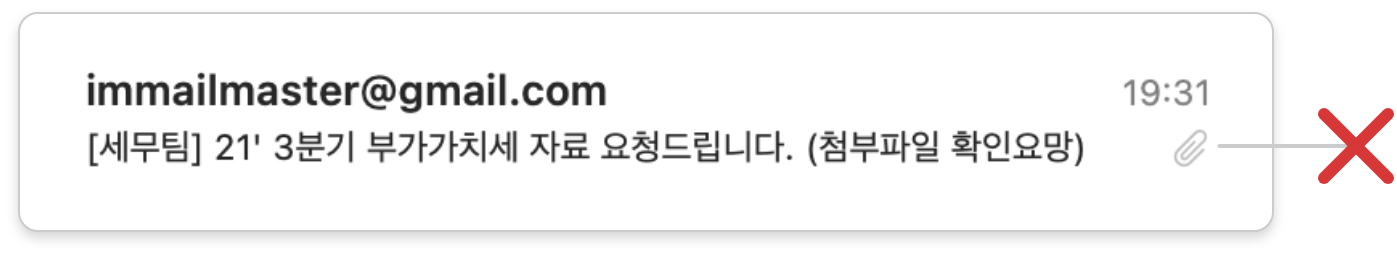 immailmaster@gmail.com
19:31
[세무팀] 21' 3분기 부가가치세 자료 요청드립니다. (첨부파일 확인요망)